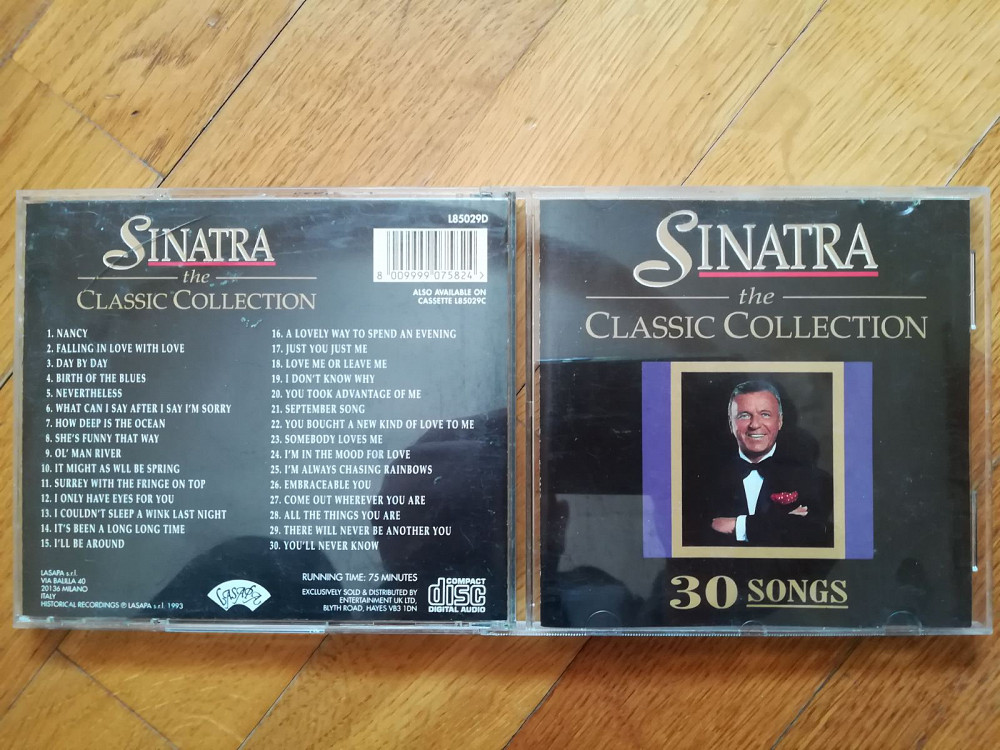 SINATRA
the
CLASSIC COLLECTION
L85029D
8 009999 075824 >
ALSO AVAILABLE ON
CASSETTE L85029C
1. NANCY
2. FALLING IN LOVE WITH LOVE
3. DAY BY DAY
4. BIRTH OF THE BLUES
5. NEVERTHELESS
6. WHAT CAN I SAY AFTER I SAY I'M SORRY
7. HOW DEEP IS THE OCEAN
8. SHE'S FUNNY THAT WAY
9. OL' MAN RIVER
10. IT MIGHT AS WLL BE SPRING
11. SURREY WITH THE FRINGE ON TOP
12. I ONLY HAVE EYES FOR YOU
13. I COULDN'T SLEEP A WINK LAST NIGHT
14. IT'S BEEN A LONG LONG TIME
15. I'LL BE AROUND
16. A LOVELY WAY TO SPEND AN EVENING
17. JUST YOU JUST ME
18. LOVE ME OR LEAVE ME
19. I DON'T KNOW WHY
20. YOU TOOK ADVANTAGE OF ME
21. SEPTEMBER SONG
22. YOU BOUGHT A NEW KIND OF LOVE TO ME
23. SOMEBODY LOVES ME
24. I'M IN THE MOOD FOR LOVE
25. I'M ALWAYS CHASING RAINBOWS
26. EMBRACEABLE YOU
27. COME OUT WHEREVER YOU ARE
28. ALL THE THINGS YOU ARE
29. THERE WILL NEVER BE ANOTHER YOU
30. YOU'LL NEVER KNOW
LASAPA s.r.l.
VIA BALILLA 40
20136 MILANO
ITALY
HISTORICAL RECORDINGS ℗ LASAPA s.r.l. 1993
LASAPA
RUNNING TIME: 75 MINUTES
EXCLUSIVELY SOLD & DISTRIBUTED BY
ENTERTAINMENT UK LTD,
BLYTH ROAD, HAYES VB3 1DN
COMPACT
disc
DIGITAL AUDIO
SINATRA
the
CLASSIC COLLECTION
30 SONGS